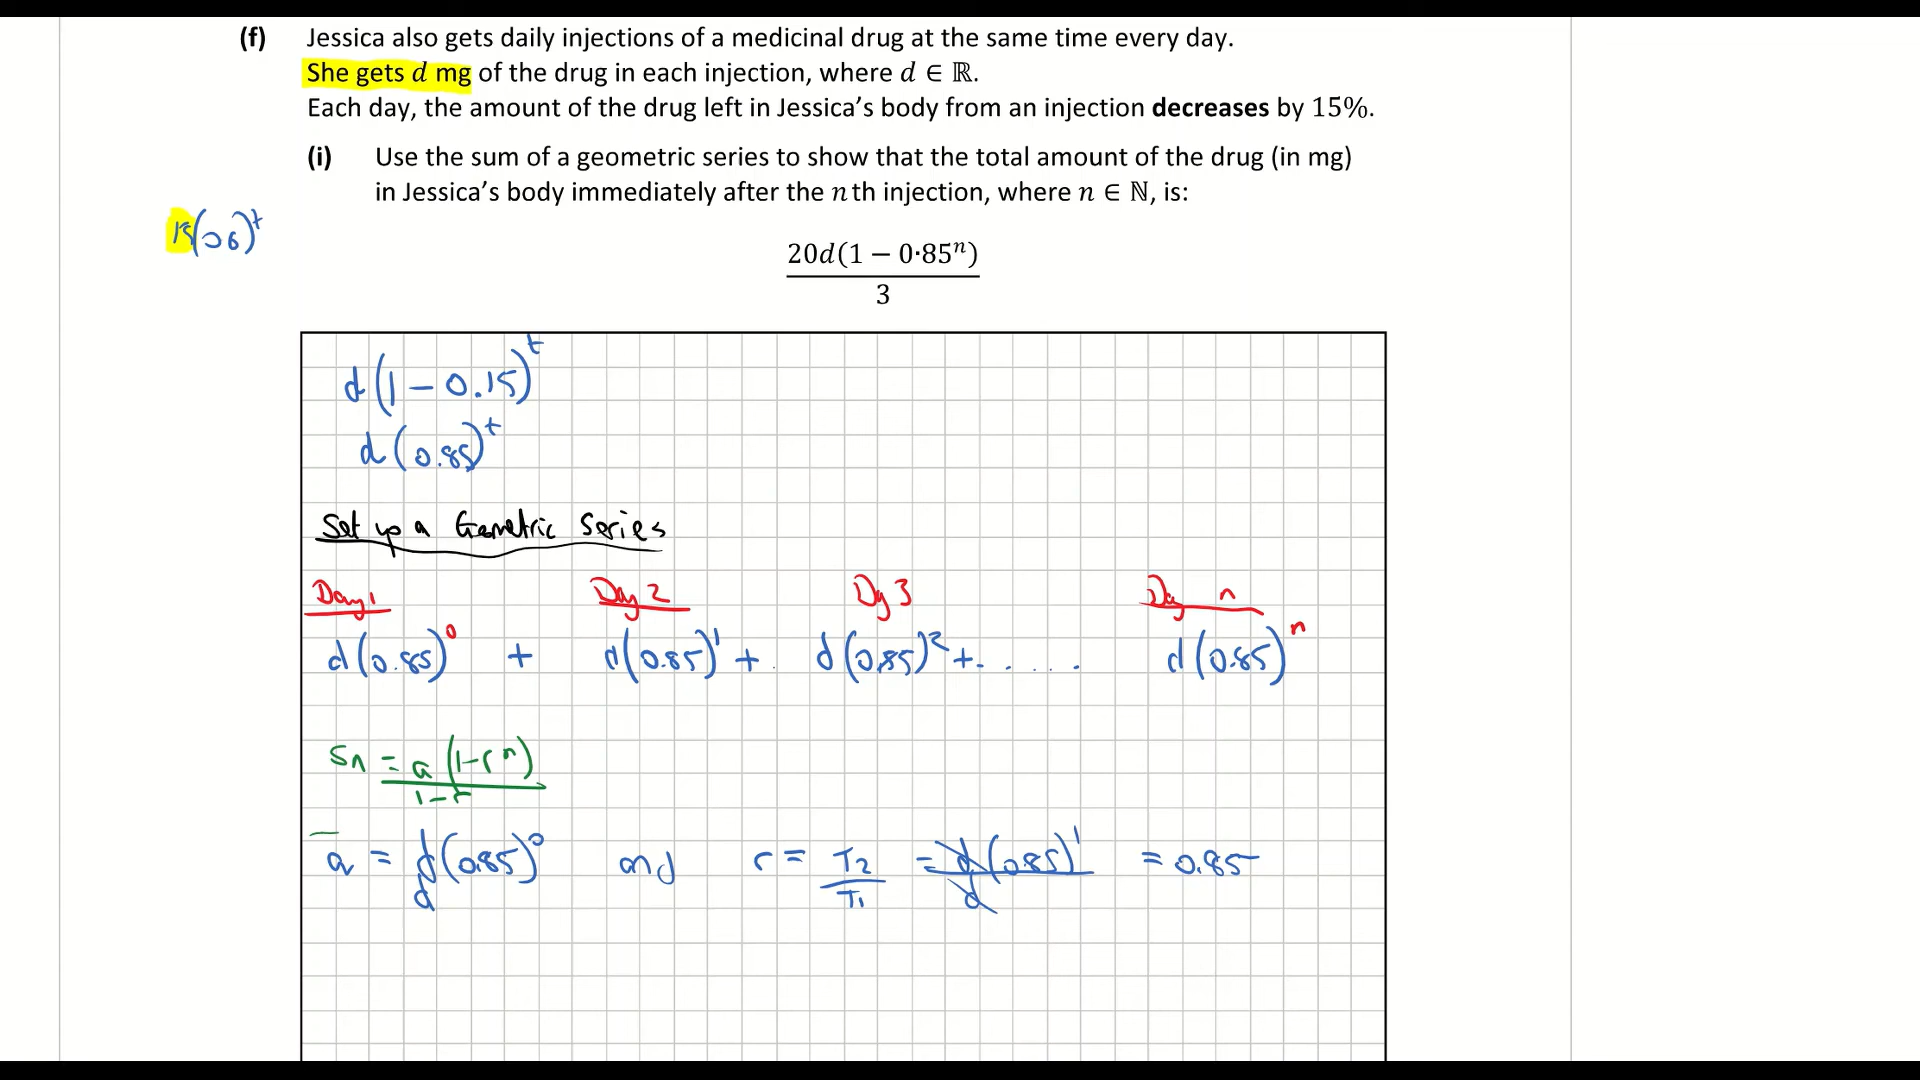 (f) Jessica also gets daily injections of a medicinal drug at the same time every day.
She gets d mg of the drug in each injection, where d ∈ ℝ.
Each day, the amount of the drug left in Jessica's body from an injection decreases by 15%.
(i) Use the sum of a geometric series to show that the total amount of the drug (in mg)
in Jessica's body immediately after the nth injection, where n ∈ ℕ, is:
(06)^t
20d(1 − 0·85ⁿ)
3
d(1 − 0.15)^t
d(0.85)^t
Set up a Geometric Series
Day 1 Day 2 Dy 3 Day n
d(0.85)^0 + d(0.85)^1 + d(0.85)^2 + ...... d(0.85)^n
Sn = a(1-r^n)
1-r
a = d(0.85)^0 and r = T2 = d(0.85)^1 = 0.85
d T1 d